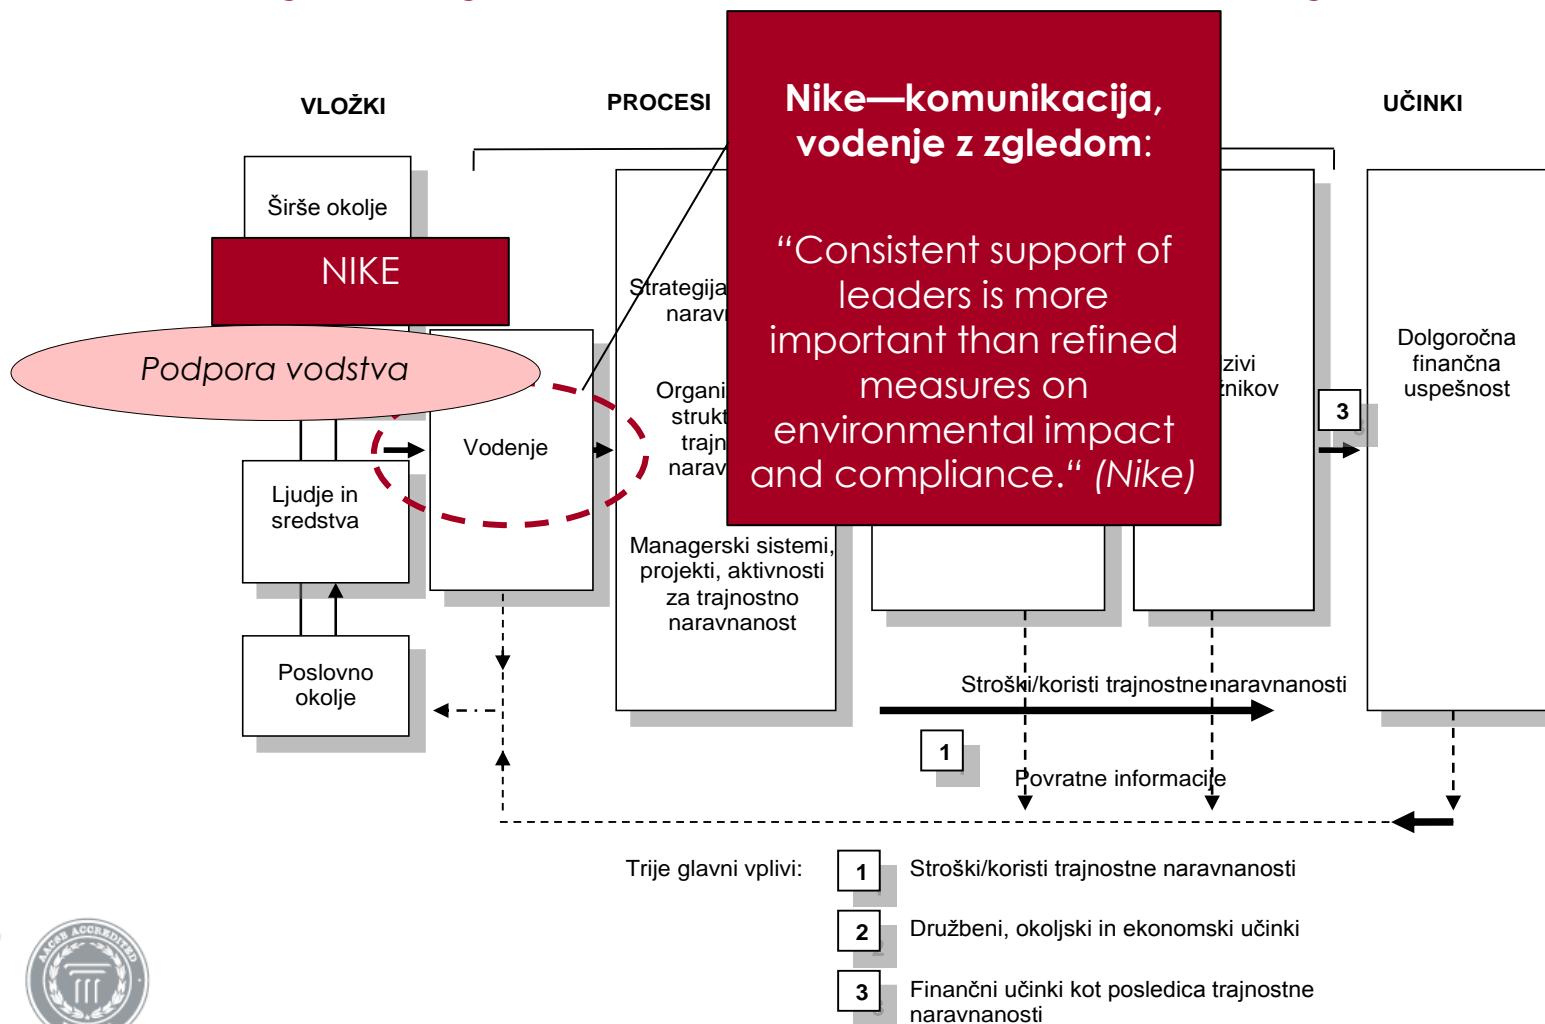 VLOŽKI
PROCESI
UČINKI
Širše okolje
NIKE
Podpora vodstva
Ljudje in
sredstva
Poslovno
okolje
Vodenje
Strategija
Managerski sistemi,
projekti, aktivnosti
za trajnostno
naravnanost
Nike—komunikacija,
vodenje z zgledom:
“Consistent support of
leaders is more
important than refined
measures on
environmental impact
and compliance.“ (Nike)
3
Dolgoročna
finančna
uspešnost
Stroški/koristi trajnostne naravnanosti
1
Povratne informacije
Trije glavni vplivi:
1 Stroški/koristi trajnostne naravnanosti
2 Družbeni, okoljski in ekonomski učinki
3 Finančni učinki kot posledica trajnostne
naravnanosti
AACSB ACCREDITED